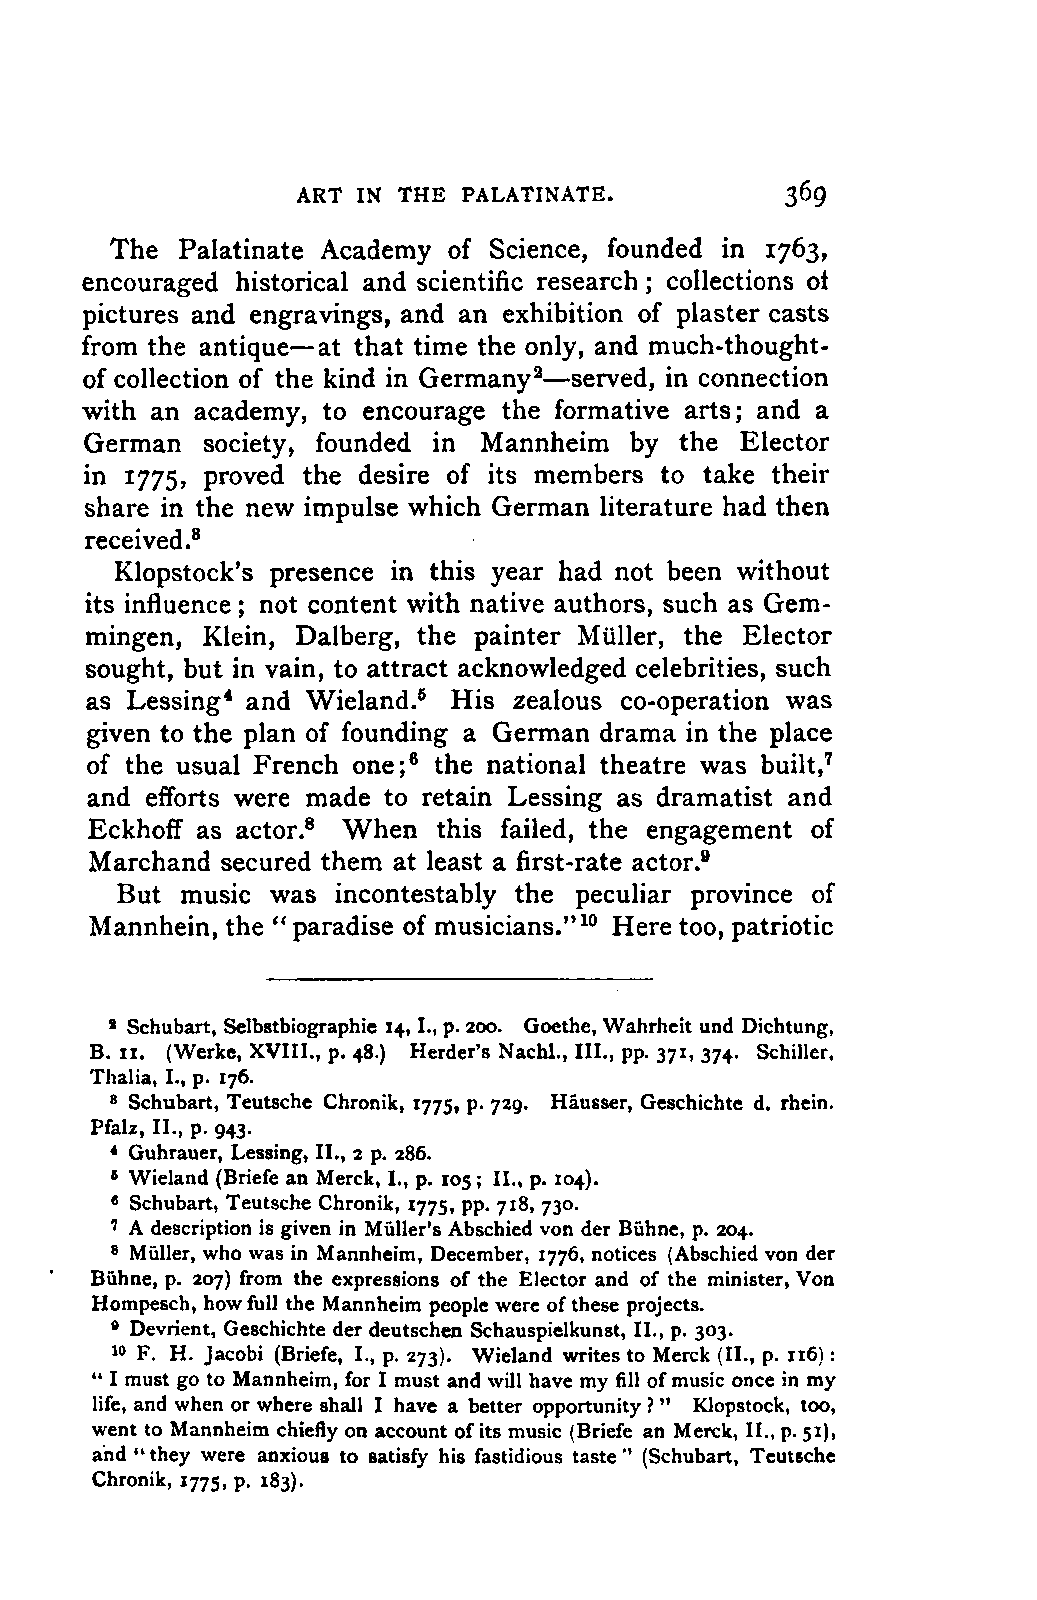 ART IN THE PALATINATE. 369
The Palatinate Academy of Science, founded in 1763,
encouraged historical and scientific research; collections of
pictures and engravings, and an exhibition of plaster casts
from the antique—at that time the only, and much-thought-
of collection of the kind in Germany²—served, in connection
with an academy, to encourage the formative arts; and a
German society, founded in Mannheim by the Elector
in 1775, proved the desire of its members to take their
share in the new impulse which German literature had then
received.³
Klopstock's presence in this year had not been without
its influence; not content with native authors, such as Gem-
mingen, Klein, Dalberg, the painter Müller, the Elector
sought, but in vain, to attract acknowledged celebrities, such
as Lessing⁴ and Wieland.⁵ His zealous co-operation was
given to the plan of founding a German drama in the place
of the usual French one;⁶ the national theatre was built,⁷
and efforts were made to retain Lessing as dramatist and
Eckhoff as actor.⁸ When this failed, the engagement of
Marchand secured them at least a first-rate actor.⁹
But music was incontestably the peculiar province of
Mannhein, the "paradise of musicians."¹⁰ Here too, patriotic
² Schubart, Selbstbiographie 14, I., p. 200. Goethe, Wahrheit und Dichtung,
B. 11. (Werke, XVIII., p. 48.) Herder's Nachl., III., pp. 371, 374. Schiller,
Thalia, I., p. 176.
³ Schubart, Teutsche Chronik, 1775, p. 729. Häusser, Geschichte d. rhein.
Pfalz, II., p. 943.
⁴ Guhrauer, Lessing, II., 2 p. 286.
⁵ Wieland (Briefe an Merck, I., p. 105; II., p. 104).
⁶ Schubart, Teutsche Chronik, 1775, pp. 718, 730.
⁷ A description is given in Müller's Abschied von der Bühne, p. 204.
⁸ Müller, who was in Mannheim, December, 1776, notices (Abschied von der
Bühne, p. 207) from the expressions of the Elector and of the minister, Von
Hompesch, how full the Mannheim people were of these projects.
⁹ Devrient, Geschichte der deutschen Schauspielkunst, II., p. 303.
¹⁰ F. H. Jacobi (Briefe, I., p. 273). Wieland writes to Merck (II., p. 116):
"I must go to Mannheim, for I must and will have my fill of music once in my
life, and when or where shall I have a better opportunity?" Klopstock, too,
went to Mannheim chiefly on account of its music (Briefe an Merck, II., p. 51),
and "they were anxious to satisfy his fastidious taste" (Schubart, Teutsche
Chronik, 1775, p. 183).